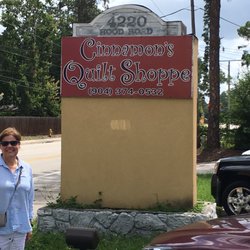 4220
HOOD ROAD
Cinnamon's
Quilt Shoppe
(904) 374-0532